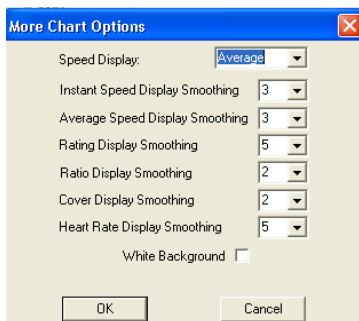 More Chart Options
Speed Display: Average
Instant Speed Display Smoothing 3
Average Speed Display Smoothing 3
Rating Display Smoothing 5
Ratio Display Smoothing 2
Cover Display Smoothing 2
Heart Rate Display Smoothing 5
White Background
OK Cancel